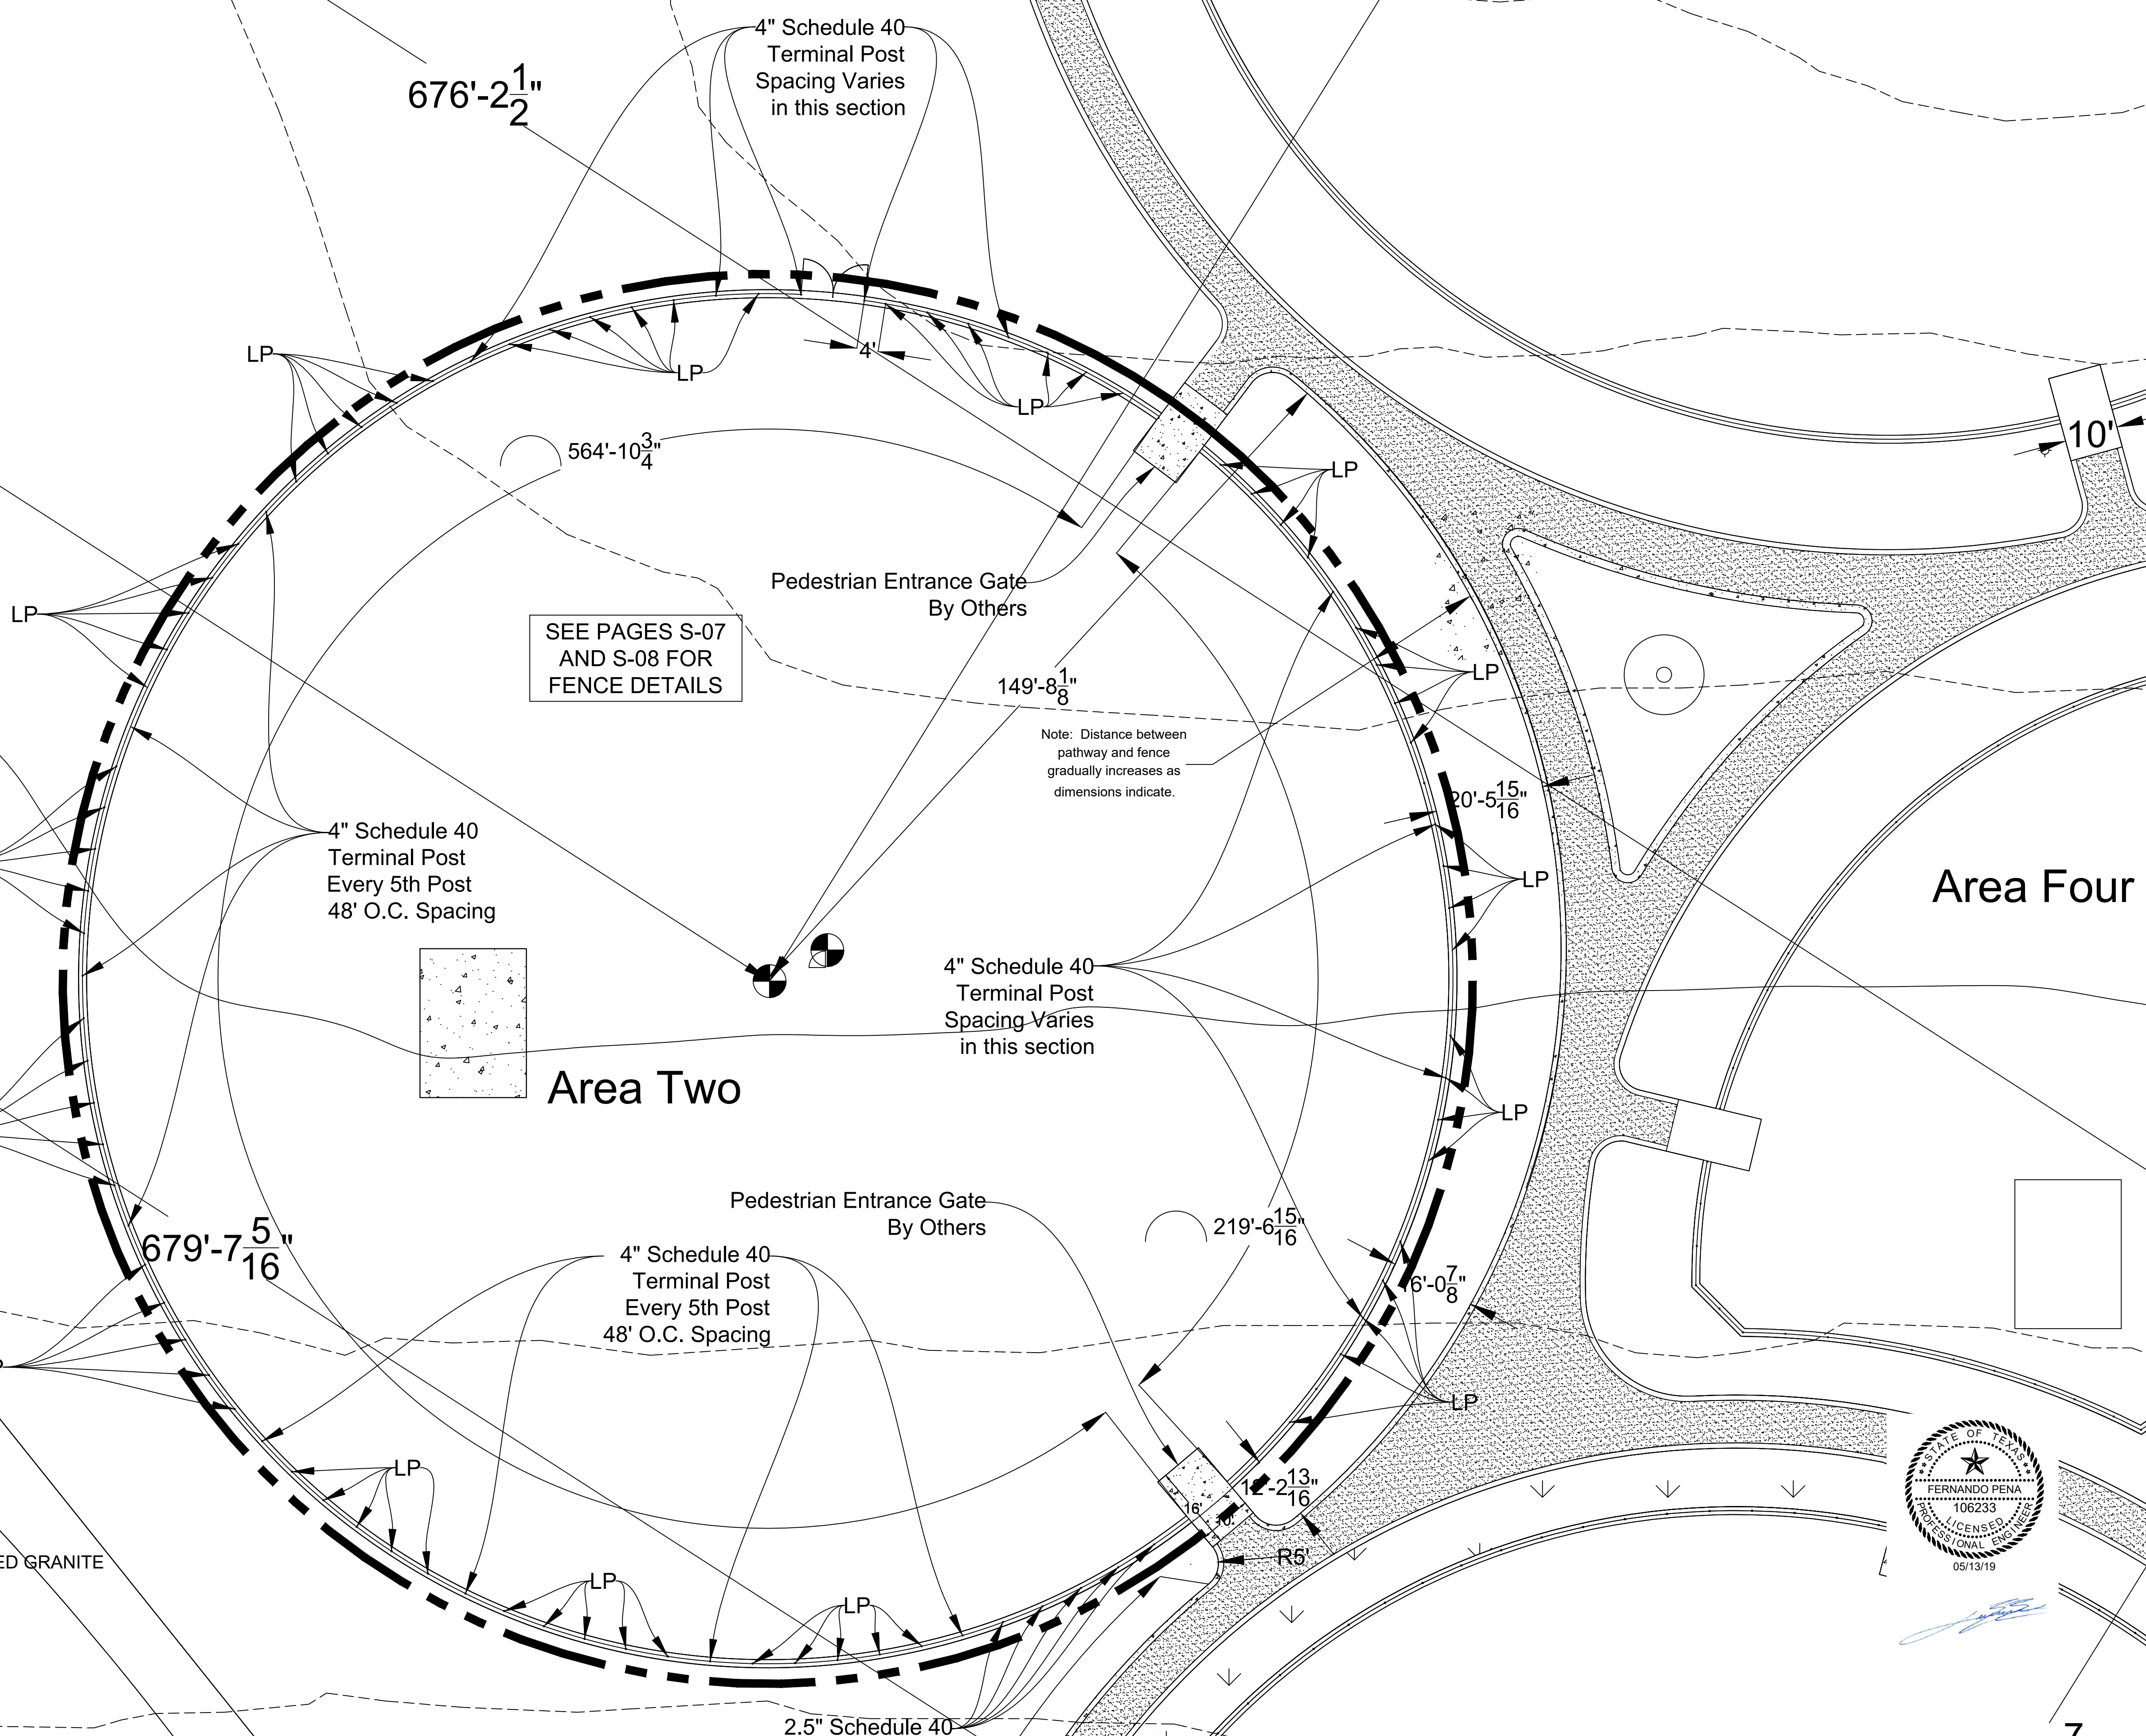 4" Schedule 40
Terminal Post
Spacing Varies
in this section
676'-2 1/2"
LP
LP
4'
LP
10'
564'-10 3/4"
LP
Pedestrian Entrance Gate
By Others
LP
SEE PAGES S-07
AND S-08 FOR
FENCE DETAILS
149'-8 1/8"
LP
Note: Distance between
pathway and fence
gradually increases as
dimensions indicate.
20'-5 15/16"
4" Schedule 40
Terminal Post
Every 5th Post
48' O.C. Spacing
LP
Area Four
4" Schedule 40
Terminal Post
Spacing Varies
in this section
Area Two
LP
Pedestrian Entrance Gate
By Others
219'-6 15/16"
679'-7 5/16"
4" Schedule 40
Terminal Post
Every 5th Post
48' O.C. Spacing
16'-0 7/8"
LP
LP
12'-2 13/16"
16'
10'
STATE OF TEXAS
FERNANDO PENA
106233
LICENSED
PROFESSIONAL ENGINEER
05/13/19
R5'
ED GRANITE
LP
LP
2.5" Schedule 40